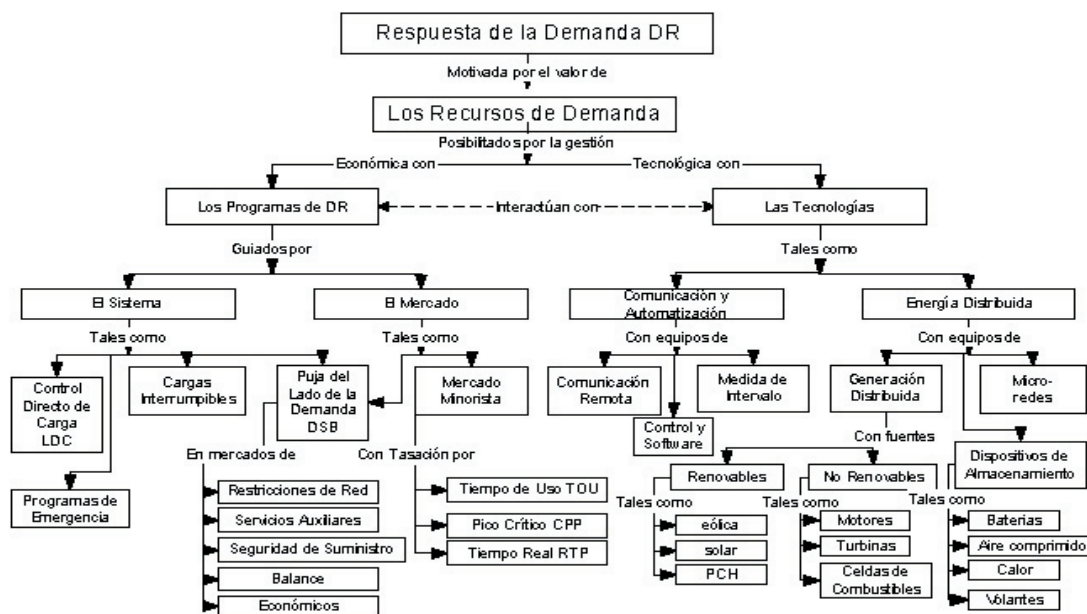 Respuesta de la Demanda DR
Motivada por el valor de
Los Recursos de Demanda
Posibilitados por la gestión
Económica con
Tecnológica con
Los Programas de DR
Interactúan con
Las Tecnologías
Guiados por
Tales como
El Sistema
El Mercado
Comunicación y
Automatización
Energía Distribuida
Tales como
Tales como
Con equipos de
Con equipos de
Control
Directo de
Carga
LDC
Cargas
Interrumpibles
Puja del
Lado de la
Demanda
DSB
Mercado
Minorista
Comunicación
Remota
Medida de
Intervalo
Generación
Distribuida
Micro-
redes
Control y
Software
Con fuentes
En mercados de
Con Tasación por
Renovables
No Renovables
Dispositivos de
Almacenamiento
Programas de
Emergencia
Restricciones de Red
Servicios Auxiliares
Seguridad de Suministro
Balance
Económicos
Tiempo de Uso TOU
Pico Crítico CPP
Tiempo Real RTP
Tales como
Tales como
Tales como
eólica
solar
PCH
Motores
Turbinas
Celdas de
Combustibles
Baterias
Aire comprimido
Calor
Volantes